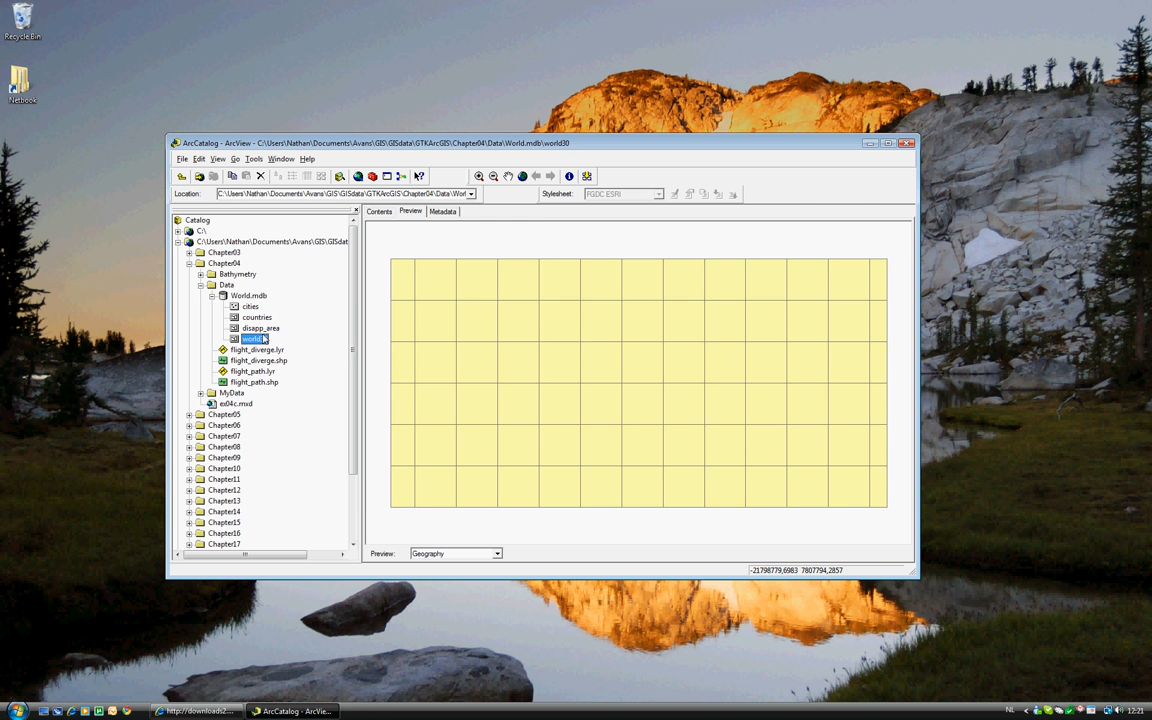 Recycle Bin
Netbook
ArcCatalog - ArcView - C:\Users\Nathan\Documents\Avans\GIS\GISdata\GTKArcGIS\Chapter04\Data\World.mdb\world30
File Edit View Go Tools Window Help
Location: C:\Users\Nathan\Documents\Avans\GIS\GISdata\GTKArcGIS\Chapter04\Data\Worl Stylesheet: FGDC ESRI
Contents Preview Metadata
Catalog
C:\
C:\Users\Nathan\Documents\Avans\GIS\GISdat
Chapter03
Chapter04
Bathymetry
Data
World.mdb
cities
countries
disapp_area
flight_diverge.lyr
flight_diverge.shp
flight_path.lyr
flight_path.shp
MyData
ex04c.mxd
Chapter05
Chapter06
Chapter07
Chapter08
Chapter09
Chapter10
Chapter11
Chapter12
Chapter13
Chapter14
Chapter15
Chapter16
Chapter17
Preview: Geography
-21798779,6983 7807794,2857
http://downloads2.... ArcCatalog - ArcVie... NL 12:21